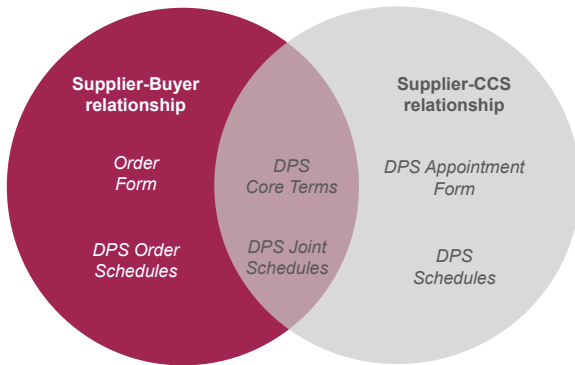 Supplier-Buyer
relationship
Supplier-CCS
relationship
Order
Form
DPS
Core Terms
DPS Appointment
Form
DPS Order
Schedules
DPS Joint
Schedules
DPS
Schedules